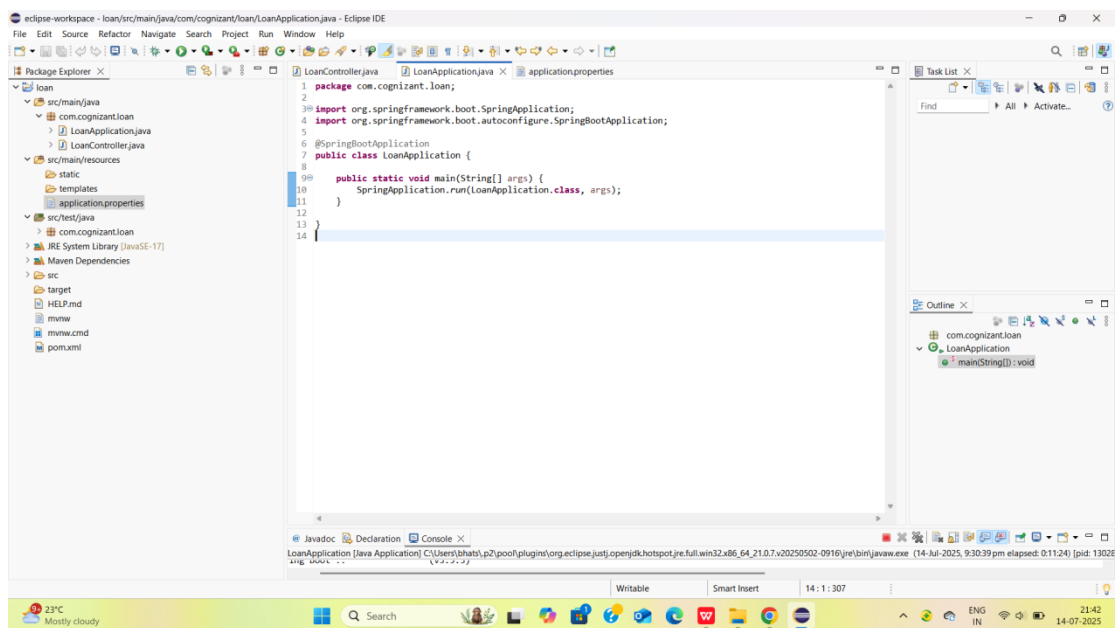 eclipse-workspace - loan/src/main/java/com/cognizant/loan/LoanApplication.java - Eclipse IDE
File Edit Source Refactor Navigate Search Project Run Window Help
Package Explorer
loan
src/main/java
com.cognizant.loan
LoanApplication.java
LoanController.java
src/main/resources
static
templates
application.properties
src/test/java
com.cognizant.loan
JRE System Library [JavaSE-17]
Maven Dependencies
src
target
HELP.md
mvnw
mvnw.cmd
pom.xml
LoanController.java LoanApplication.java application.properties
1 package com.cognizant.loan;
2
3 import org.springframework.boot.SpringApplication;
4 import org.springframework.boot.autoconfigure.SpringBootApplication;
5
6 @SpringBootApplication
7 public class LoanApplication {
8
9 public static void main(String[] args) {
10 SpringApplication.run(LoanApplication.class, args);
11 }
12
13 }
14
Task List
Find All Activate...
Outline
com.cognizant.loan
LoanApplication
main(String[]) : void
Javadoc Declaration Console
LoanApplication [Java Application] C:\Users\bhats\.p2\pool\plugins\org.eclipse.justj.openjdk.hotspot.jre.full.win32.x86_64_21.0.7.v20250502-0916\jre\bin\javaw.exe (14-Jul-2025, 9:30:39 pm elapsed: 0:11:24) [pid: 13028
Writable Smart Insert 14 : 1 : 307
9+
23°C
Mostly cloudy
Search
ENG
IN
21:42
14-07-2025